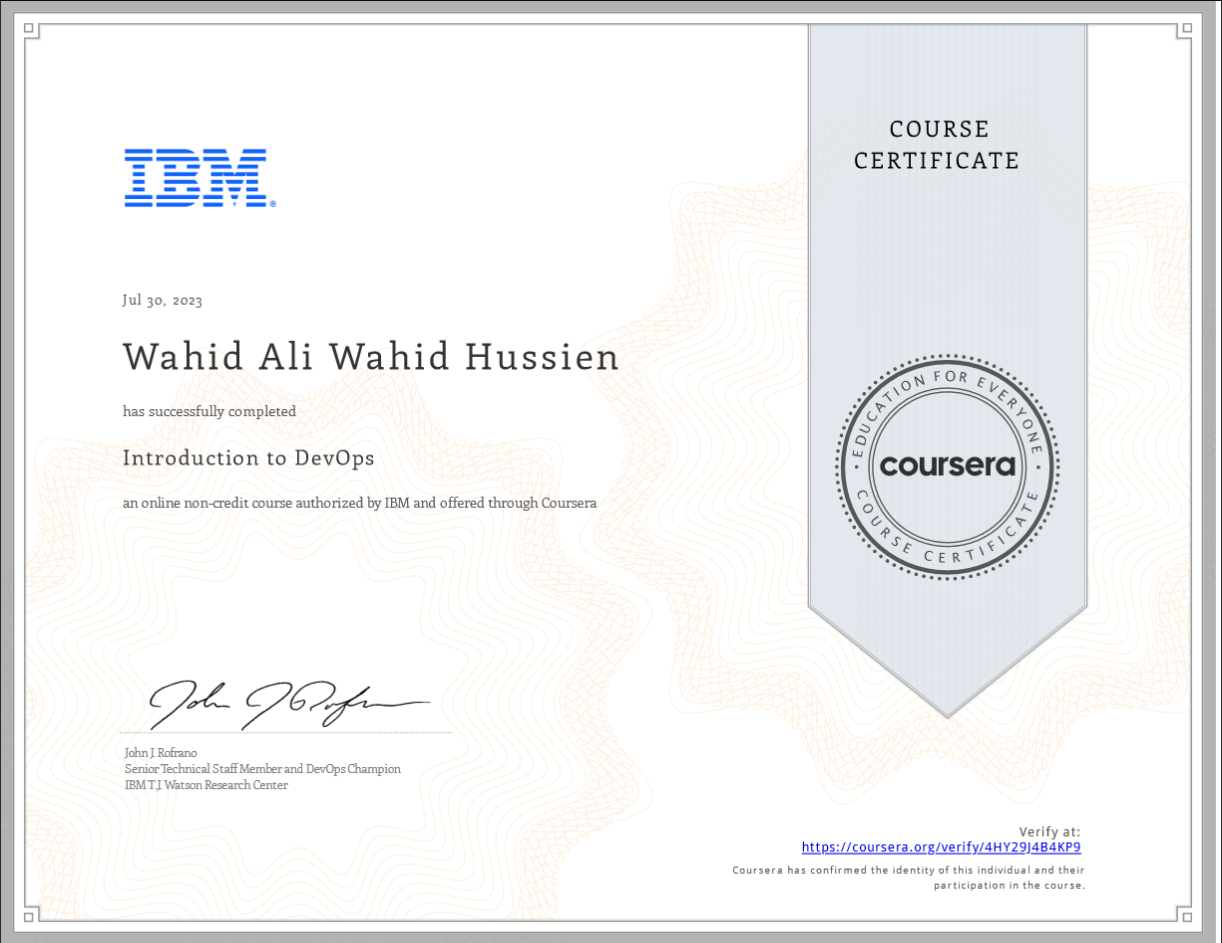 COURSE
CERTIFICATE
IBM®
Jul 30, 2023
Wahid Ali Wahid Hussien
has successfully completed
Introduction to DevOps
an online non-credit course authorized by IBM and offered through Coursera
EDUCATION FOR EVERYONE
coursera
COURSE CERTIFICATE
John J Rofrano
John J. Rofrano
Senior Technical Staff Member and DevOps Champion
IBM T.J. Watson Research Center
Verify at:
https://coursera.org/verify/4HY29J4B4KP9
Coursera has confirmed the identity of this individual and their
participation in the course.